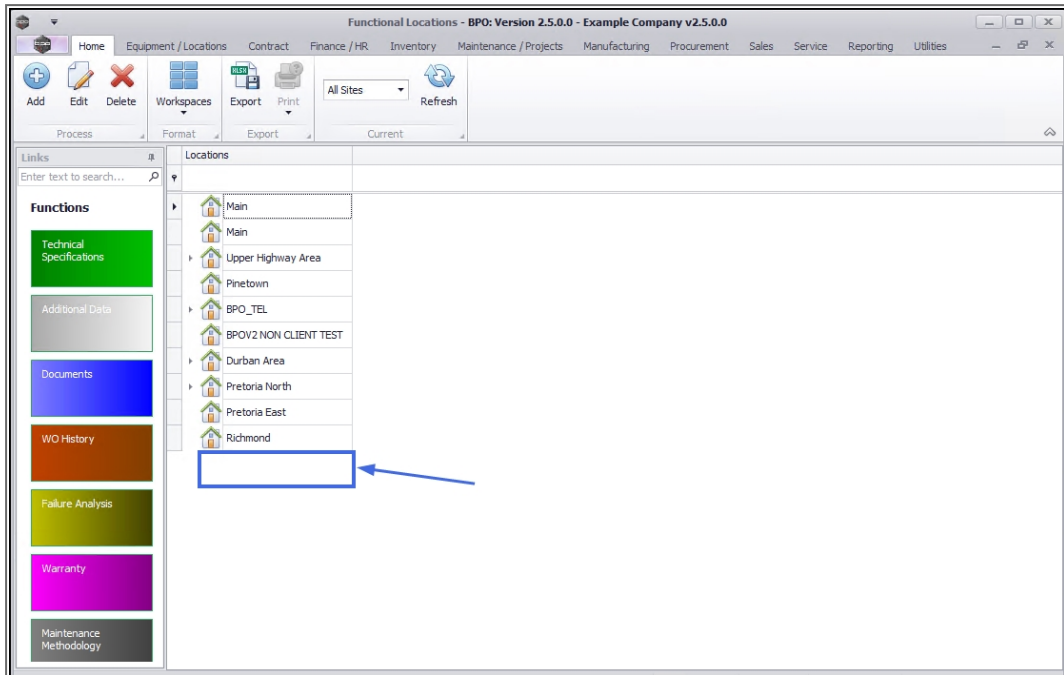 Functional Locations - BPO: Version 2.5.0.0 - Example Company v2.5.0.0
Home Equipment / Locations Contract Finance / HR Inventory Maintenance / Projects Manufacturing Procurement Sales Service Reporting Utilities
Add Edit Delete Workspaces Export Print All Sites Refresh
Process Format Export Current
Links
Enter text to search...
Functions
Technical
Specifications
Additional Data
Documents
WO History
Failure Analysis
Warranty
Maintenance
Methodology
Locations
Main
Main
Upper Highway Area
Pinetown
BPO_TEL
BPOV2 NON CLIENT TEST
Durban Area
Pretoria North
Pretoria East
Richmond